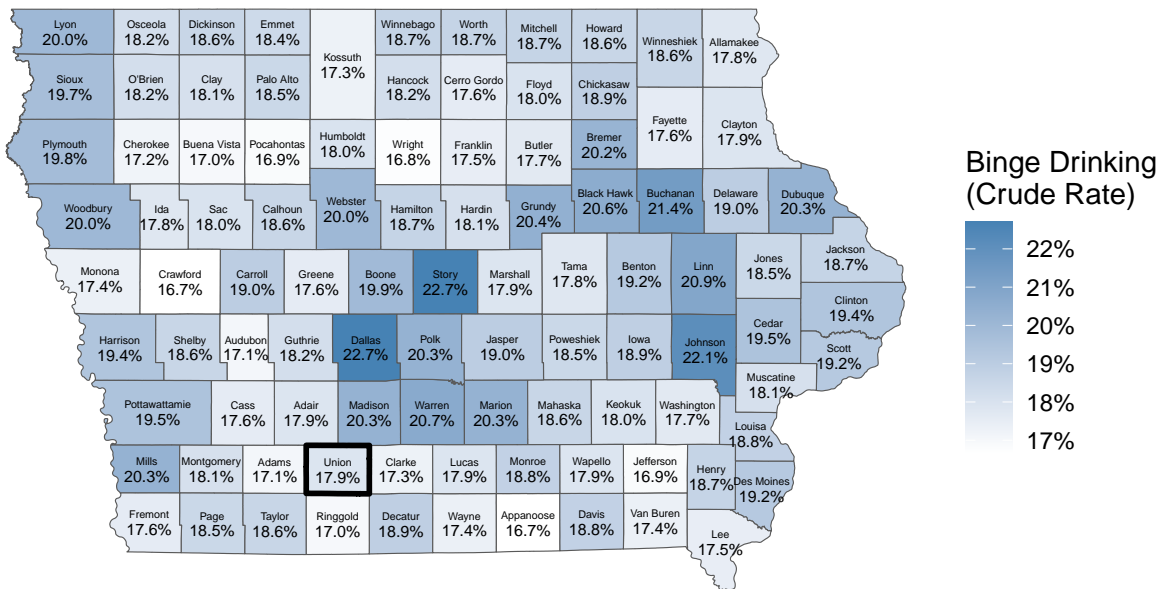 Lyon
20.0%
Osceola
18.2%
Dickinson
18.6%
Emmet
18.4%
Kossuth
17.3%
Winnebago
18.7%
Worth
18.7%
Mitchell
18.7%
Howard
18.6%
Winneshiek
18.6%
Allamakee
17.8%
Sioux
19.7%
O'Brien
18.2%
Clay
18.1%
Palo Alto
18.5%
Hancock
18.2%
Cerro Gordo
17.6%
Floyd
18.0%
Chickasaw
18.9%
Plymouth
19.8%
Cherokee
17.2%
Buena Vista
17.0%
Pocahontas
16.9%
Humboldt
18.0%
Wright
16.8%
Franklin
17.5%
Butler
17.7%
Bremer
20.2%
Fayette
17.6%
Clayton
17.9%
Woodbury
20.0%
Ida
17.8%
Sac
18.0%
Calhoun
18.6%
Webster
20.0%
Hamilton
18.7%
Hardin
18.1%
Grundy
20.4%
Black Hawk
20.6%
Buchanan
21.4%
Delaware
19.0%
Dubuque
20.3%
Monona
17.4%
Crawford
16.7%
Carroll
19.0%
Greene
17.6%
Boone
19.9%
Story
22.7%
Marshall
17.9%
Tama
17.8%
Benton
19.2%
Linn
20.9%
Jones
18.5%
Jackson
18.7%
Clinton
19.4%
Harrison
19.4%
Shelby
18.6%
Audubon
17.1%
Guthrie
18.2%
Dallas
22.7%
Polk
20.3%
Jasper
19.0%
Poweshiek
18.5%
Iowa
18.9%
Johnson
22.1%
Cedar
19.5%
Scott
19.2%
Muscatine
18.1%
Pottawattamie
19.5%
Cass
17.6%
Adair
17.9%
Madison
20.3%
Warren
20.7%
Marion
20.3%
Mahaska
18.6%
Keokuk
18.0%
Washington
17.7%
Louisa
18.8%
Mills
20.3%
Montgomery
18.1%
Adams
17.1%
Union
17.9%
Clarke
17.3%
Lucas
17.9%
Monroe
18.8%
Wapello
17.9%
Jefferson
16.9%
Henry
18.7%
Des Moines
19.2%
Fremont
17.6%
Page
18.5%
Taylor
18.6%
Ringgold
17.0%
Decatur
18.9%
Wayne
17.4%
Appanoose
16.7%
Davis
18.8%
Van Buren
17.4%
Lee
17.5%
Binge Drinking
(Crude Rate)
22%
21%
20%
19%
18%
17%